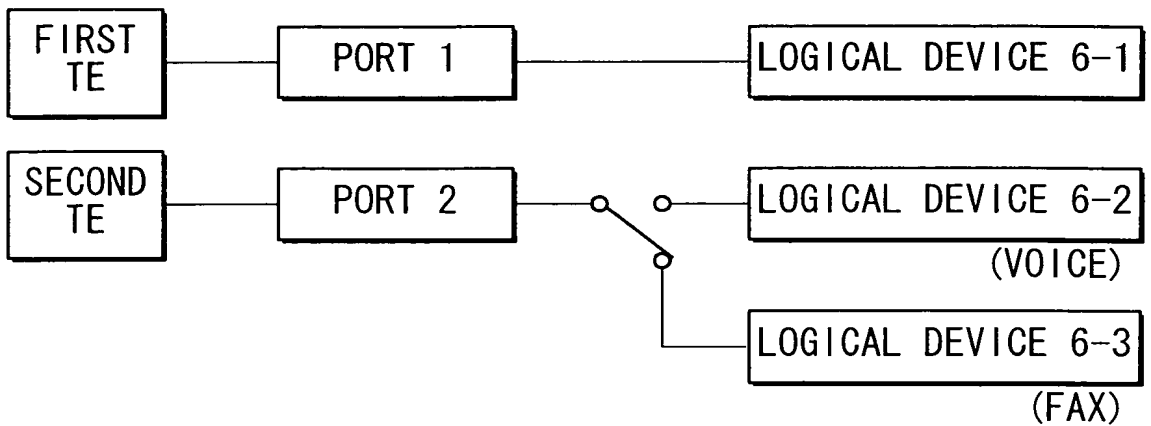 FIRST
TE
PORT 1
LOGICAL DEVICE 6-1
SECOND
TE
PORT 2
LOGICAL DEVICE 6-2
(VOICE)
LOGICAL DEVICE 6-3
(FAX)